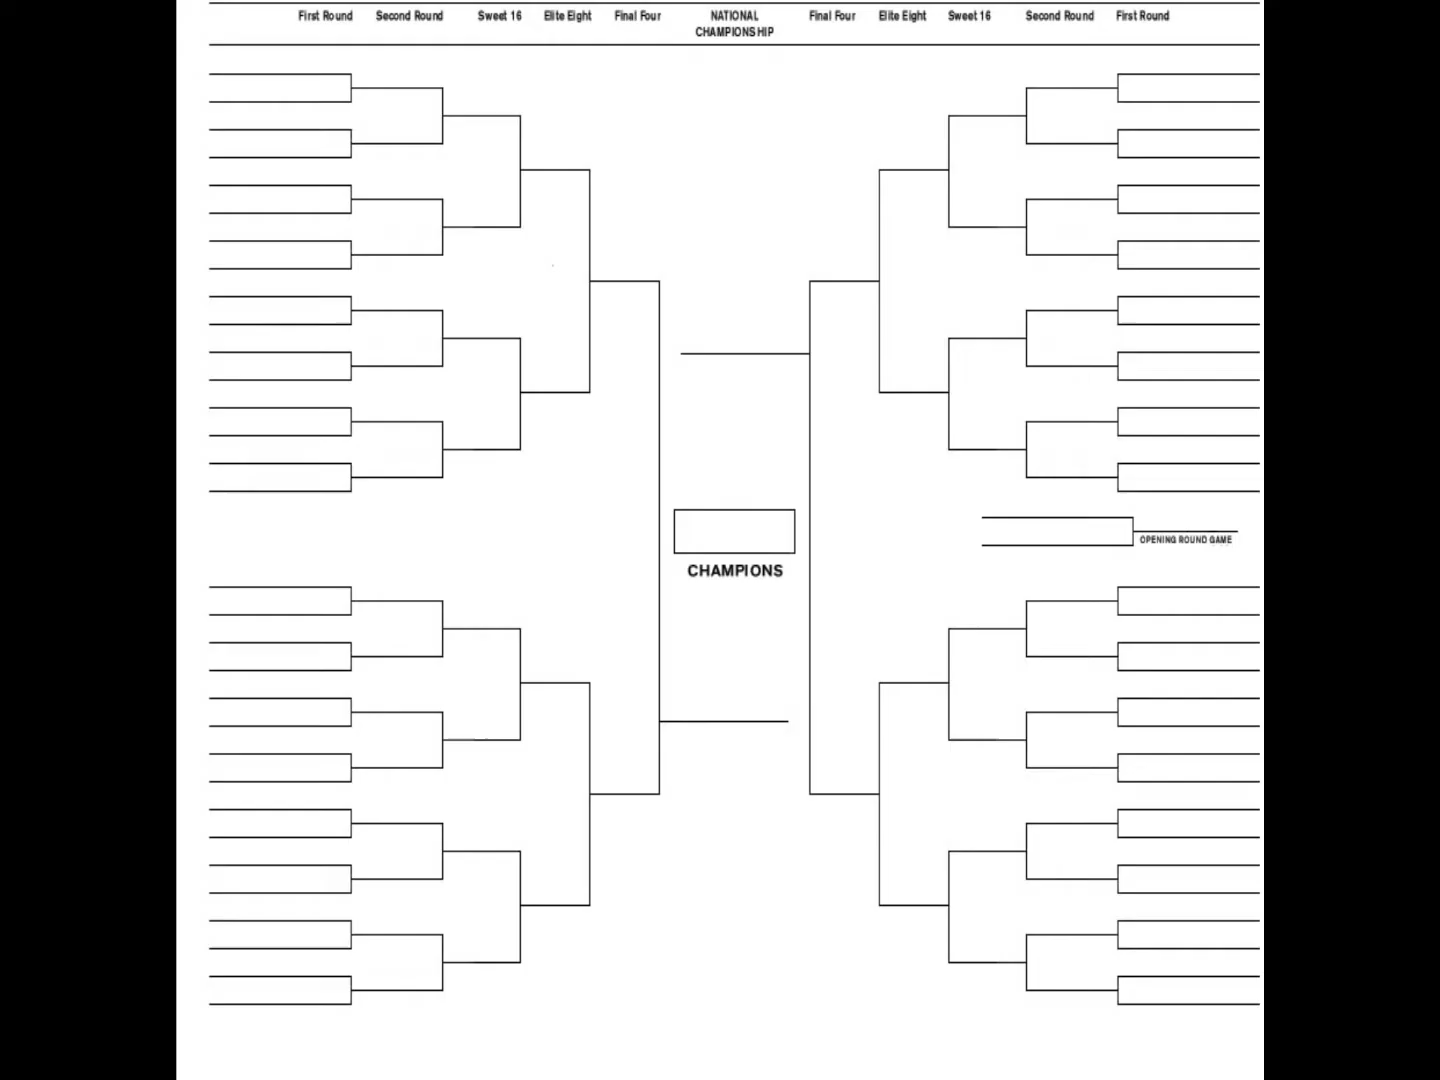 First Round Second Round Sweet 16 Elite Eight Final Four NATIONAL Final Four Elite Eight Sweet 16 Second Round First Round
CHAMPIONSHIP
OPENING ROUND GAME
CHAMPIONS